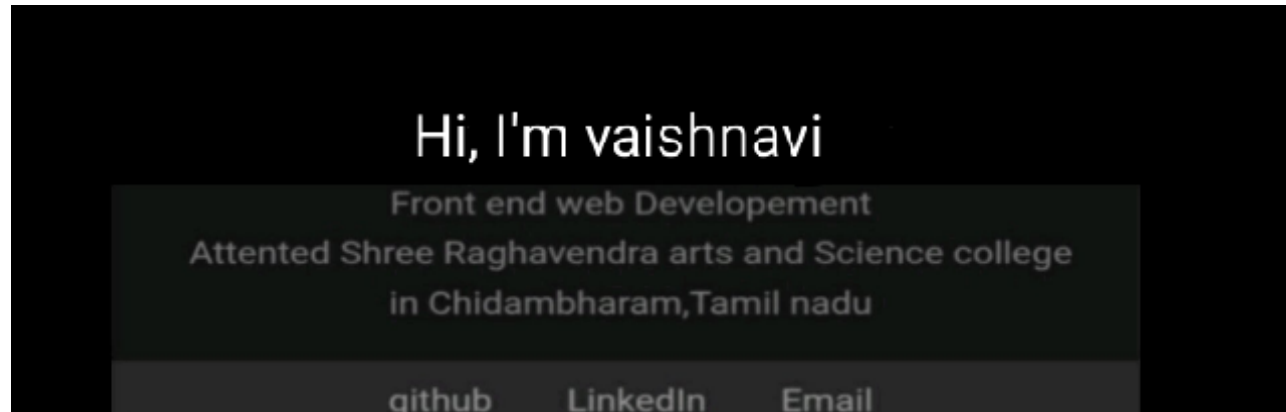 Hi, I'm vaishnavi
Front end web Developement
Attented Shree Raghavendra arts and Science college
in Chidambharam,Tamil nadu
github LinkedIn Email